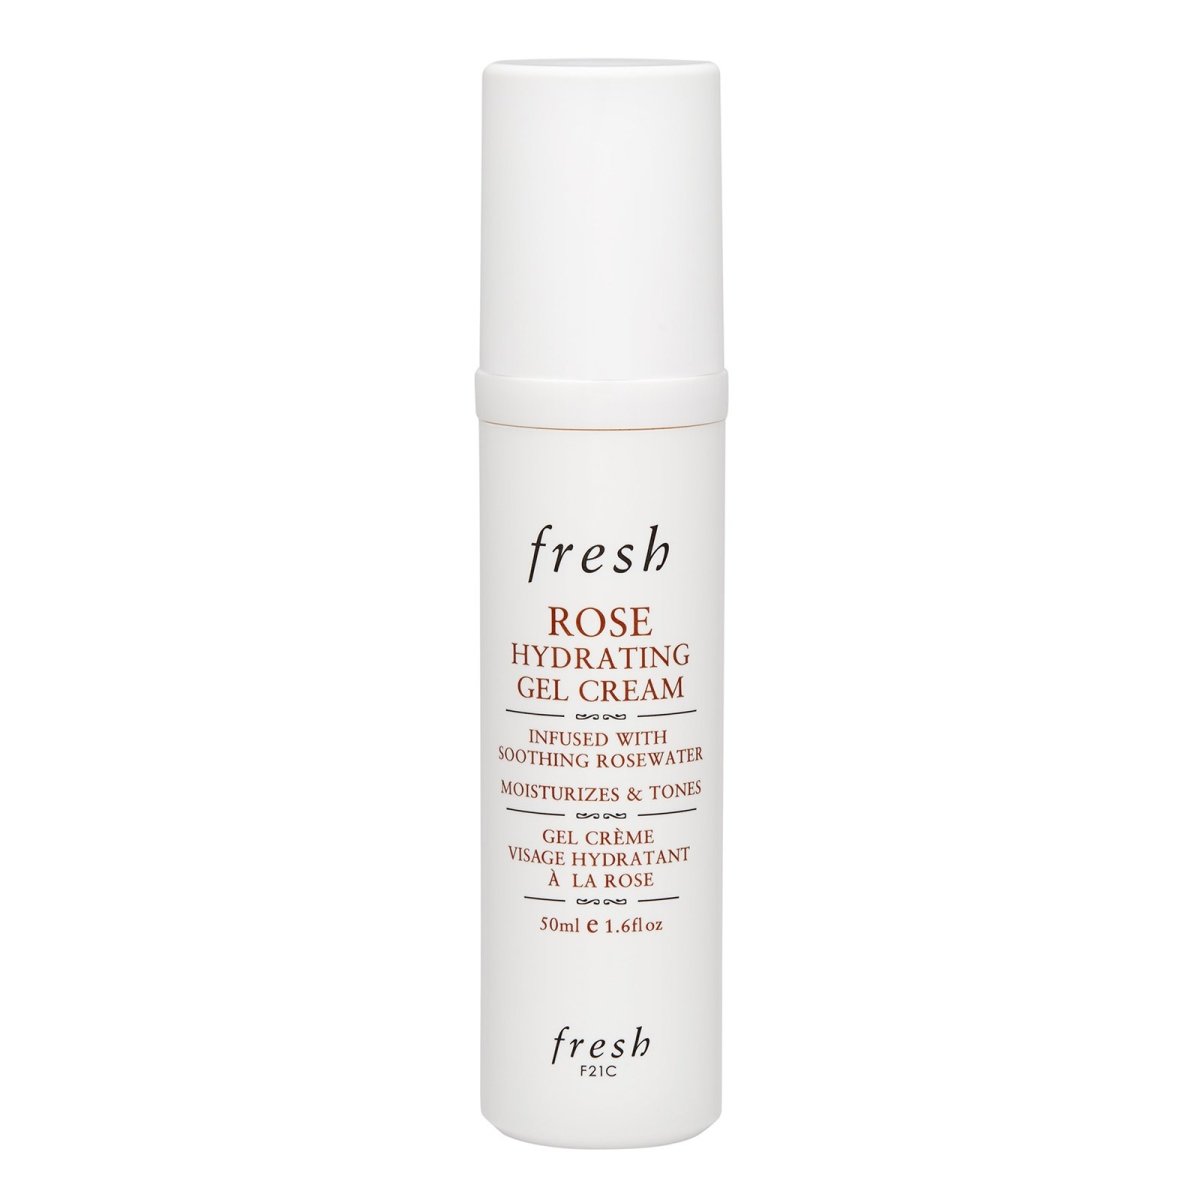 fresh
ROSE
HYDRATING
GEL CREAM
INFUSED WITH
SOOTHING ROSEWATER
MOISTURIZES & TONES
GEL CRÈME
VISAGE HYDRATANT
À LA ROSE
50ml e 1.6fl oz
fresh
F21C